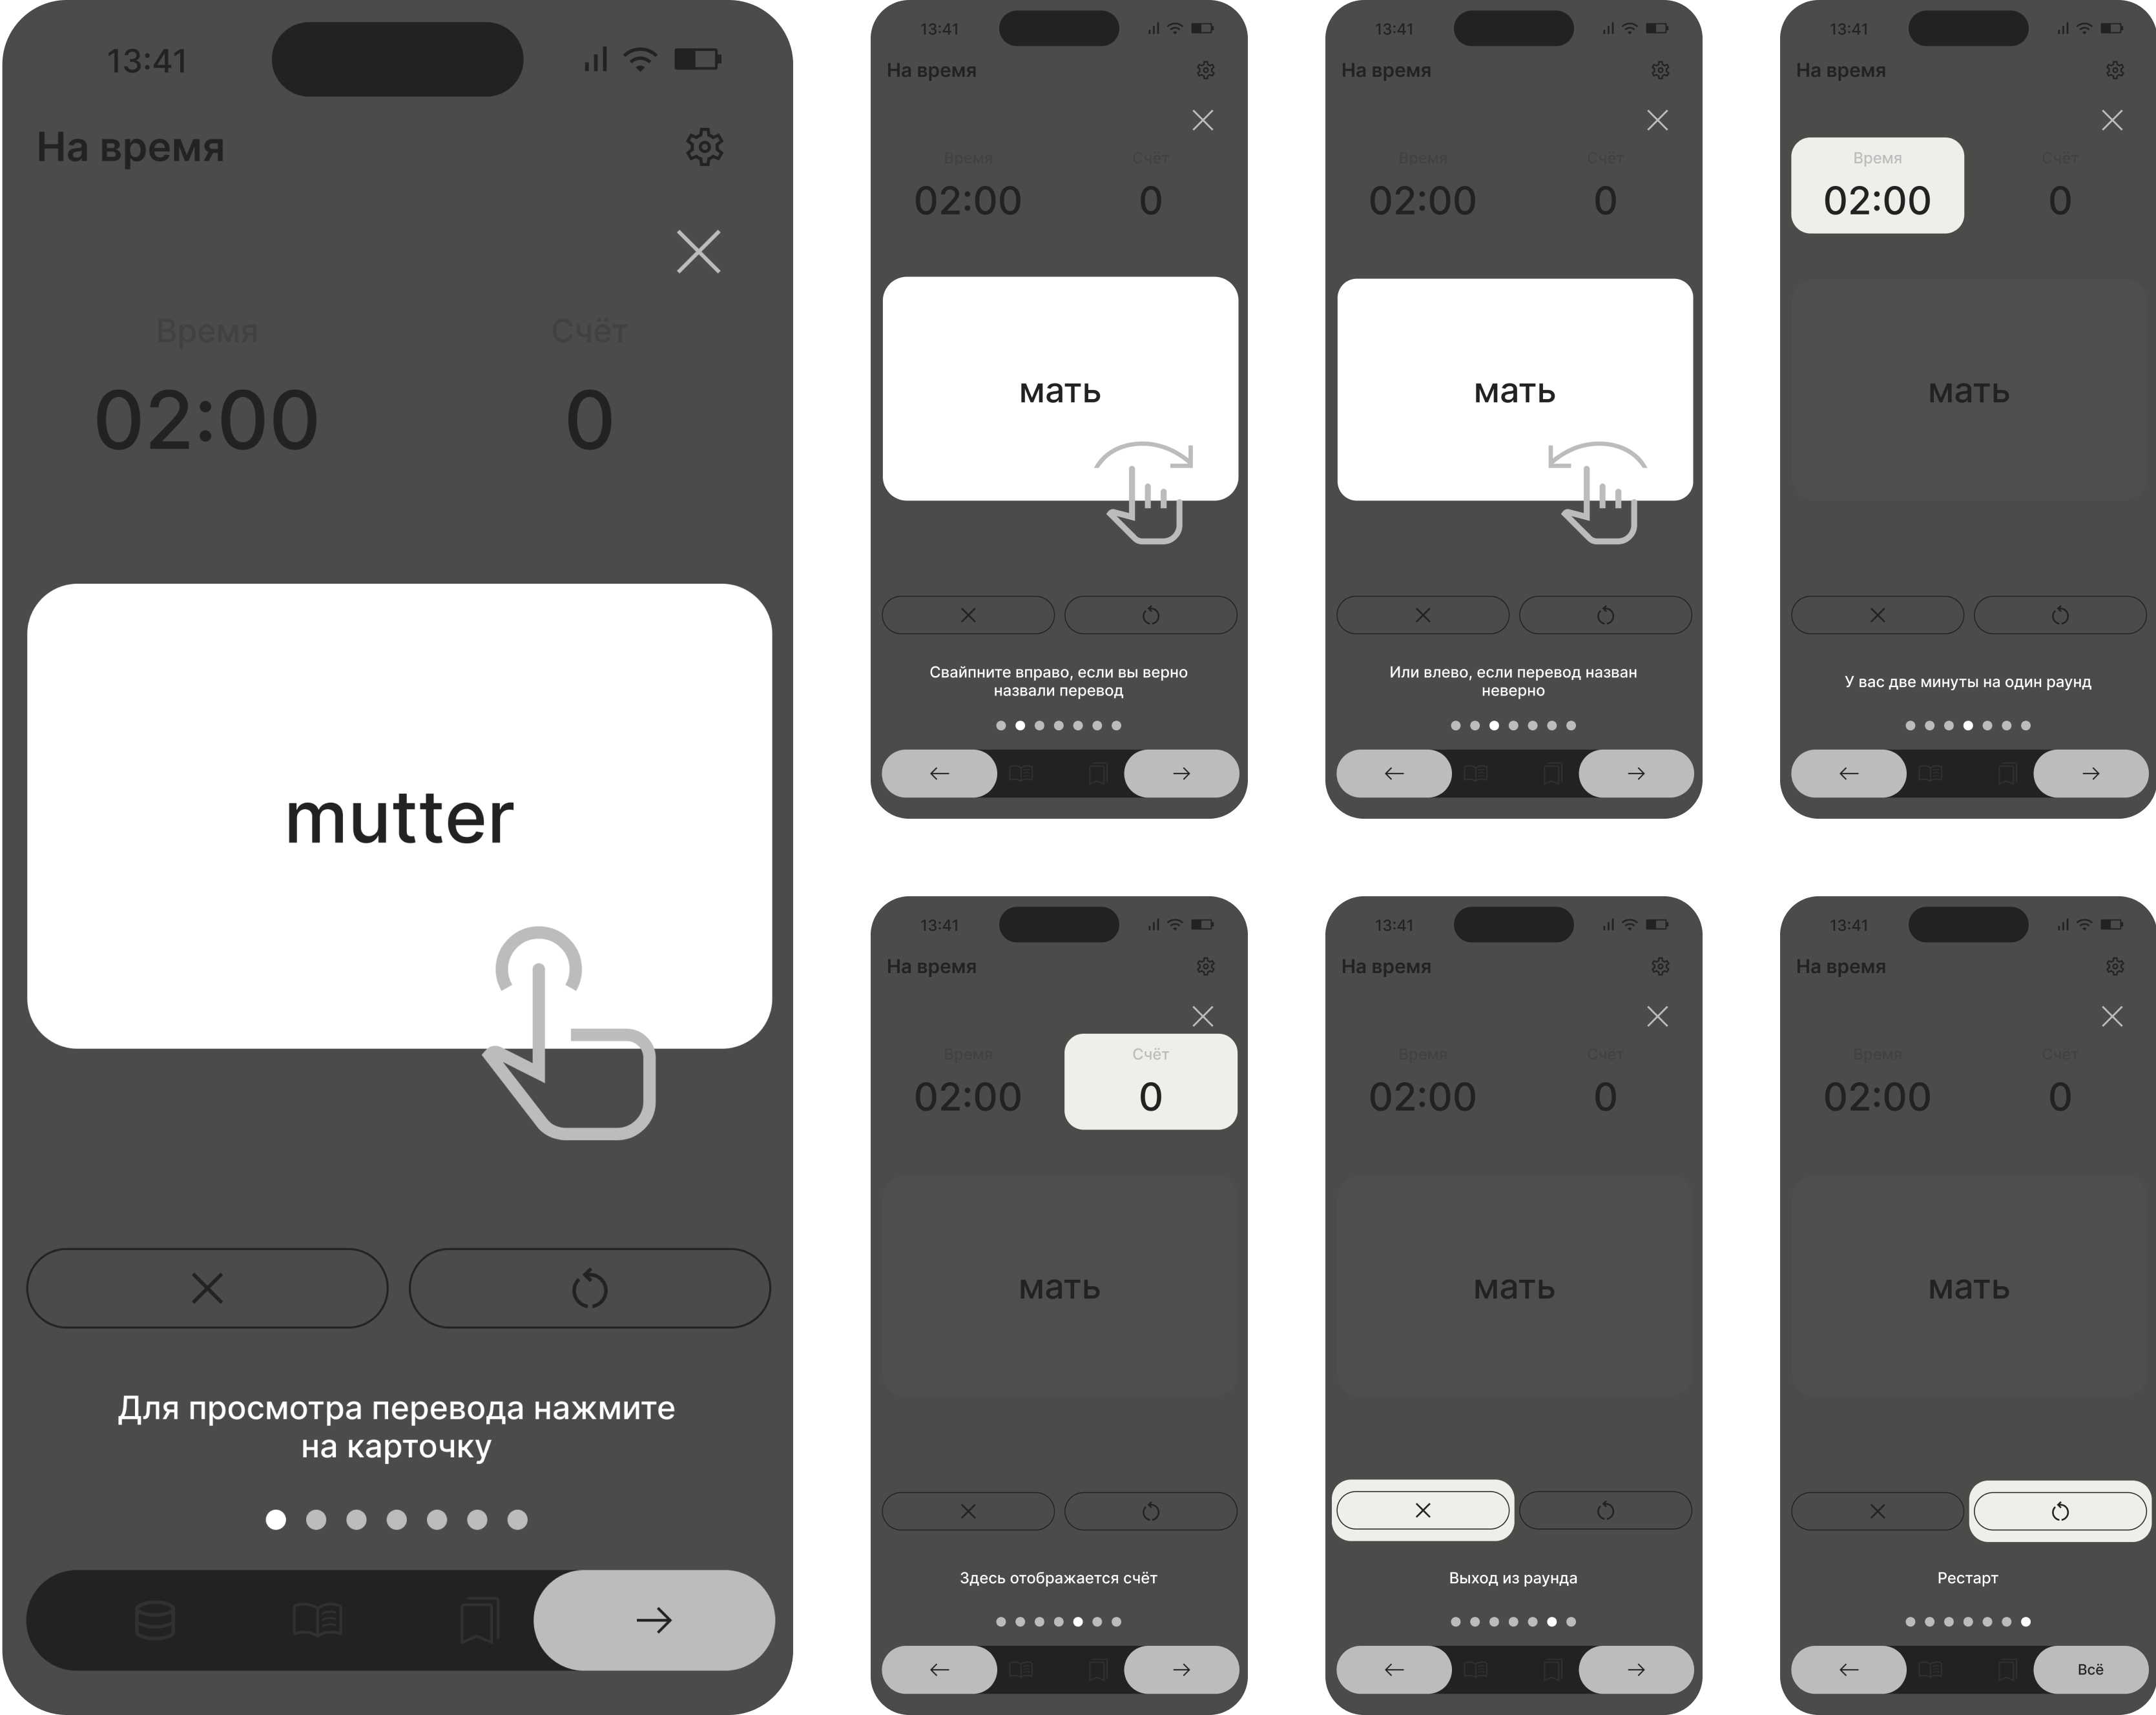 13:41
На время
Время
Счёт
02:00
0
mutter
Для просмотра перевода нажмите
на карточку
13:41
На время
Время
Счёт
02:00
0
мать
Свайпните вправо, если вы верно
назвали перевод
13:41
На время
Время
Счёт
02:00
0
мать
Или влево, если перевод назван
неверно
13:41
На время
Время
Счёт
02:00
0
мать
У вас две минуты на один раунд
13:41
На время
Время
Счёт
02:00
0
мать
Здесь отображается счёт
13:41
На время
Время
Счёт
02:00
0
мать
Выход из раунда
13:41
На время
Время
Счёт
02:00
0
мать
Рестарт
Всё